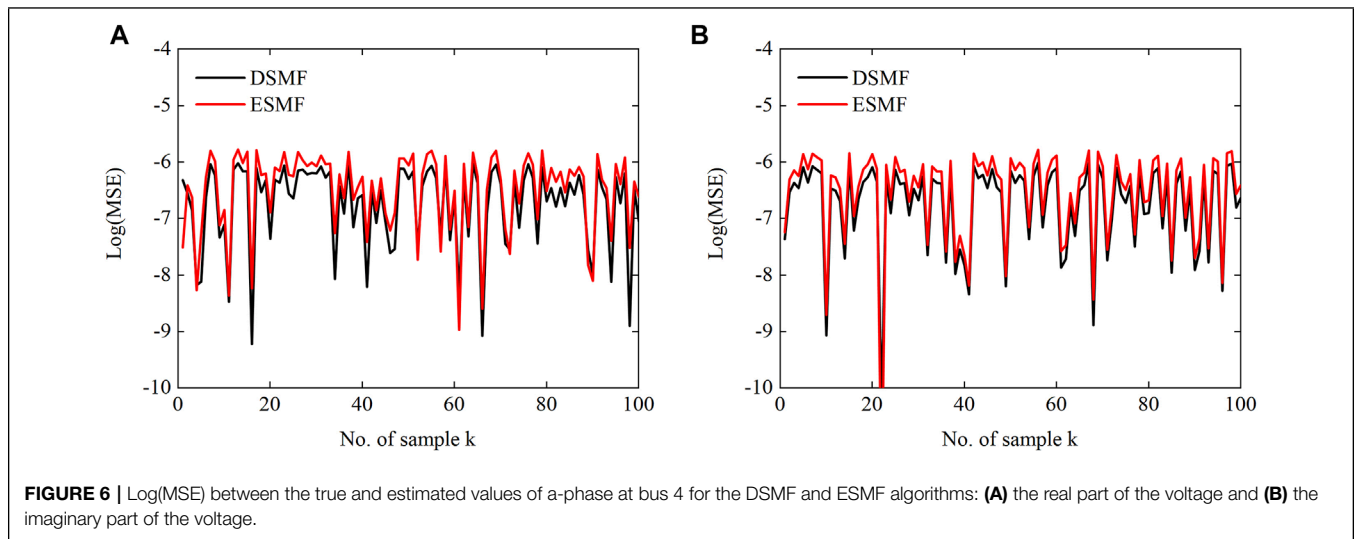 A
-4
-5
-6
-7
-8
-9
-10
Log(MSE)
DSMF
ESMF
0 20 40 60 80 100
No. of sample k
B
-4
-5
-6
-7
-8
-9
-10
Log(MSE)
DSMF
ESMF
0 20 40 60 80 100
No. of sample k
FIGURE 6 | Log(MSE) between the true and estimated values of a-phase at bus 4 for the DSMF and ESMF algorithms: (A) the real part of the voltage and (B) the
imaginary part of the voltage.